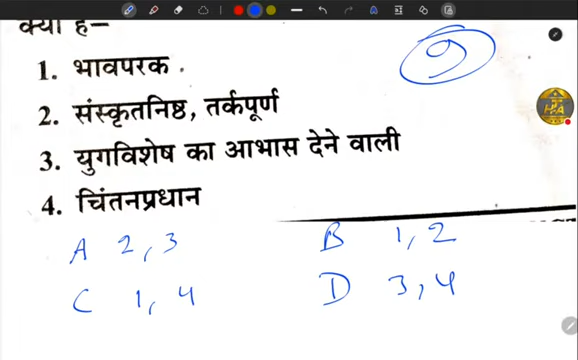 क्या है–
1. भावपरक .
2. संस्कृतनिष्ठ, तर्कपूर्ण
3. युगविशेष का आभास देने वाली
4. चिंतनप्रधान
A 2, 3
B 1, 2
C 1, 4
D 3, 4